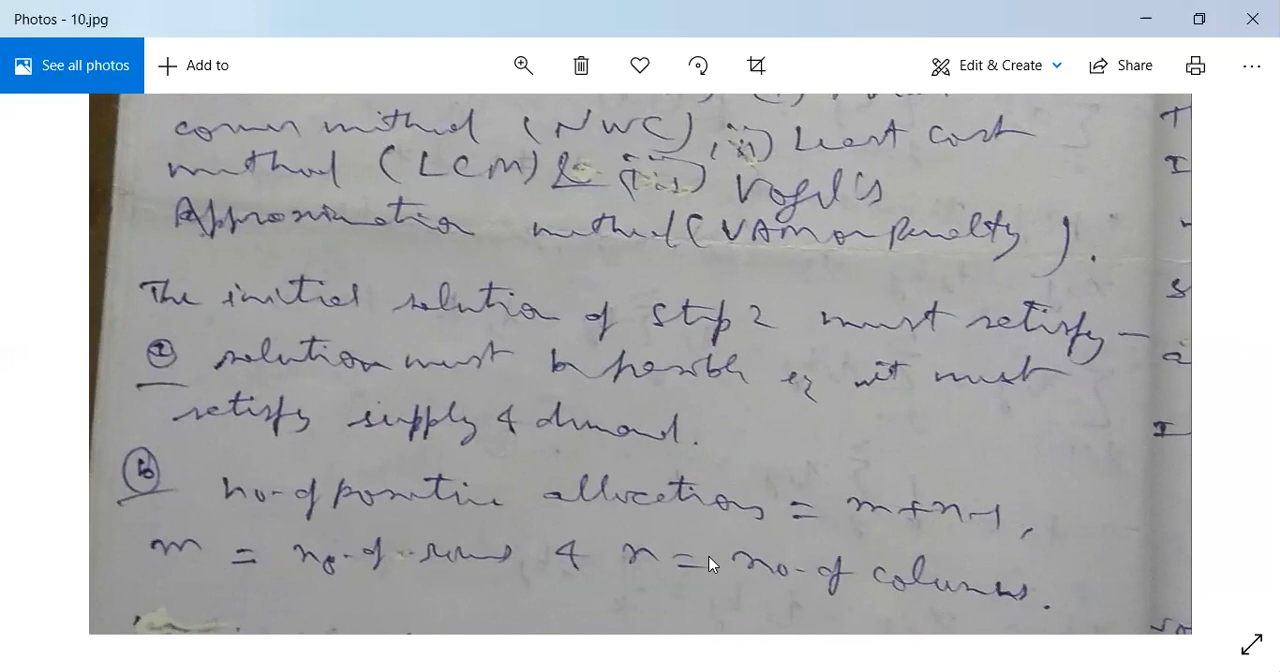 Photos - 10.jpg
See all photos
Add to
Edit & Create
Share
corner method (NWC), (ii) Least cost
method (LCM) & (iii) Vogel's
Approximation method (VAM or Penalty).
The initial solution of Step 2 must satisfy -
(a) solution must be feasible eg it must
satisfy supply & demand.
(b) no-of positive allocations = m+n-1,
m = no-of rows & n = no-of columns.